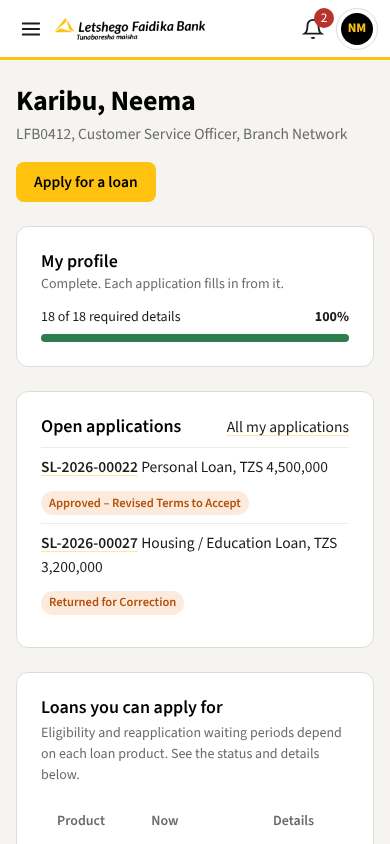 Letshego Faidika Bank
Tunaboresha maisha
2
NM
Karibu, Neema
LFB0412, Customer Service Officer, Branch Network
Apply for a loan
My profile
Complete. Each application fills in from it.
18 of 18 required details 100%
Open applications All my applications
SL-2026-00022 Personal Loan, TZS 4,500,000
Approved – Revised Terms to Accept
SL-2026-00027 Housing / Education Loan, TZS
3,200,000
Returned for Correction
Loans you can apply for
Eligibility and reapplication waiting periods depend
on each loan product. See the status and details
below.
Product Now Details